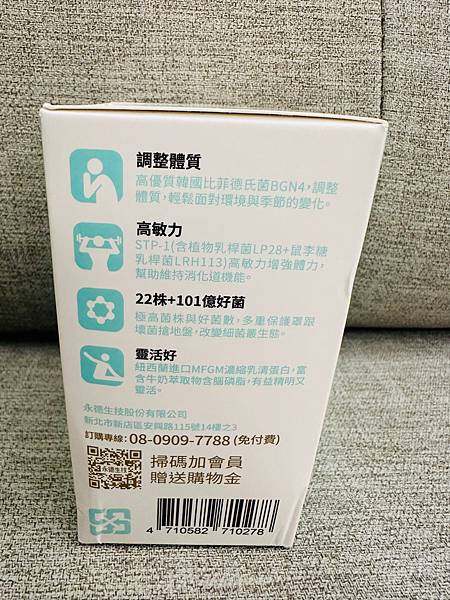 調整體質
高優質韓國比菲德氏菌BGN4,調整
體質,輕鬆面對環境與季節的變化。
高敏力
STP-1(含植物乳桿菌LP28+鼠李糖
乳桿菌LRH113)高敏力增強體力,
幫助維持消化道機能。
22株+101億好菌
極高菌株與好菌數,多重保護罩跟
壞菌搶地盤,改變細菌叢生態。
靈活好
紐西蘭進口MFGM濃縮乳清蛋白,富
含牛奶萃取物含腦磷脂,有益精明又
靈活。
永德生技股份有限公司
新北市新店區安興路115號14樓之3
訂購專線:08-0909-7788(免付費)
永德生技
掃碼加會員
贈送購物金
4 710582 710278